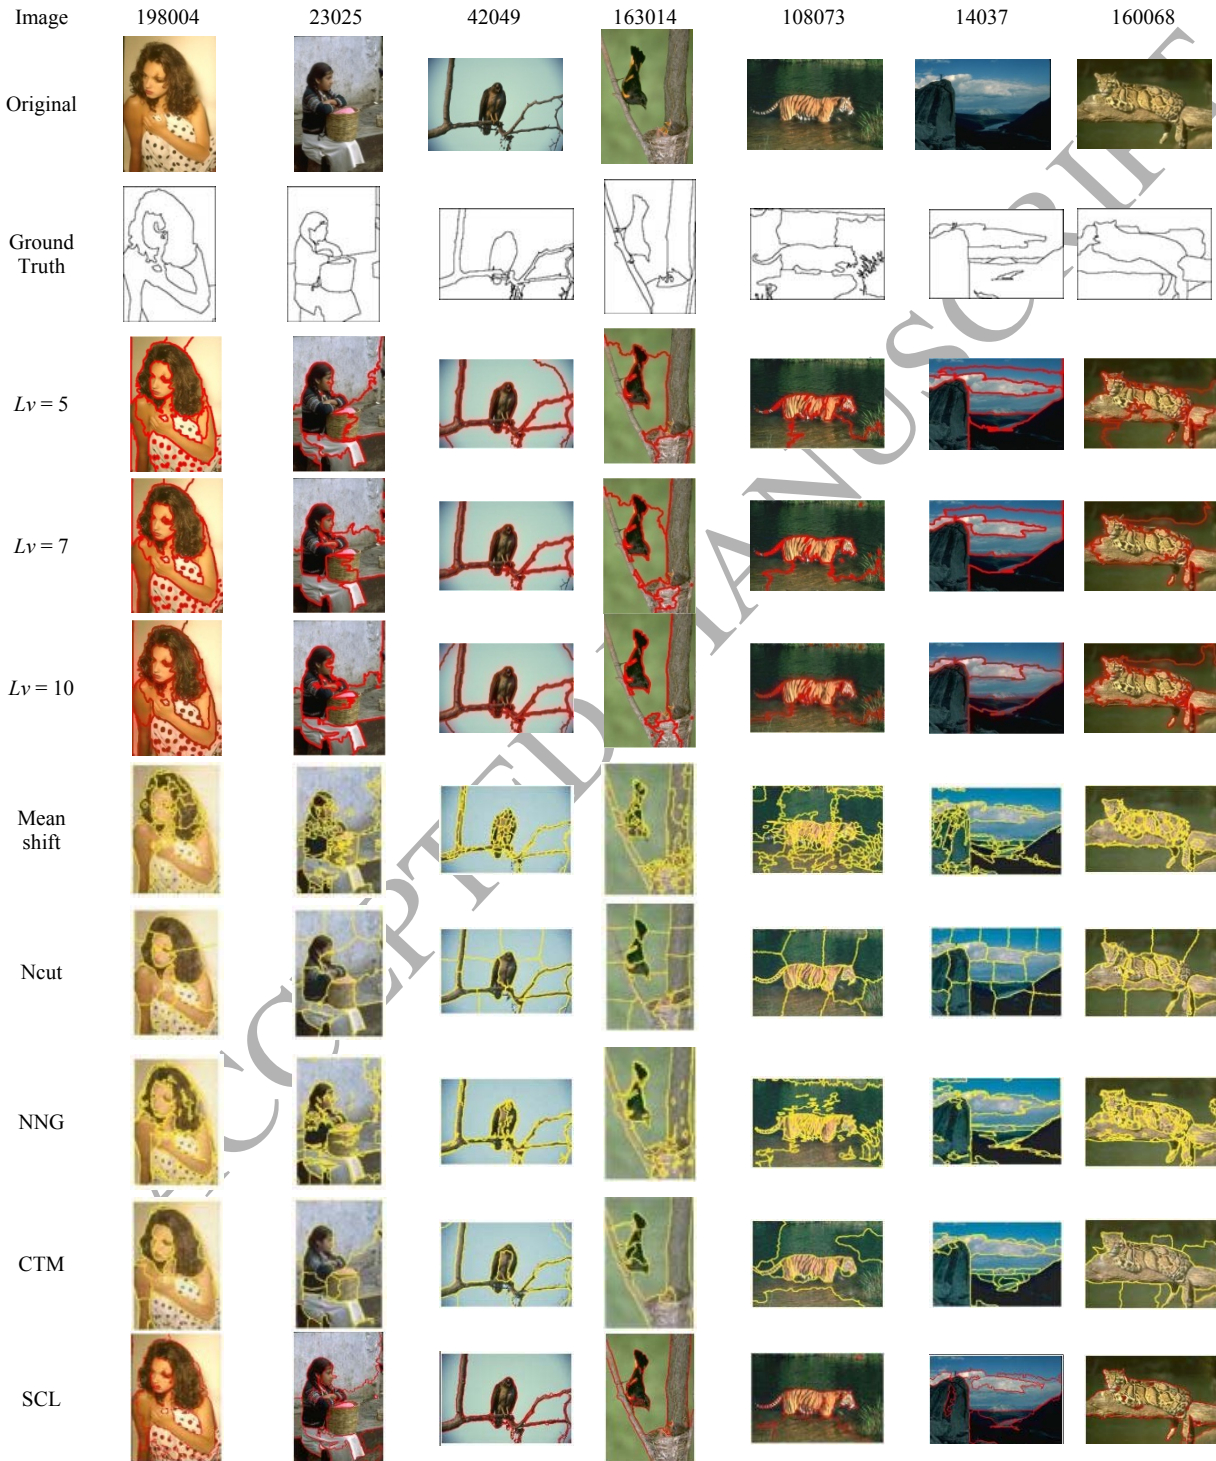 Image 198004 23025 42049 163014 108073 14037 160068
Original
Ground
Truth
Lv = 5
Lv = 7
Lv = 10
Mean
shift
Ncut
NNG
CTM
SCL
ACCEPTED MANUSCRIPT